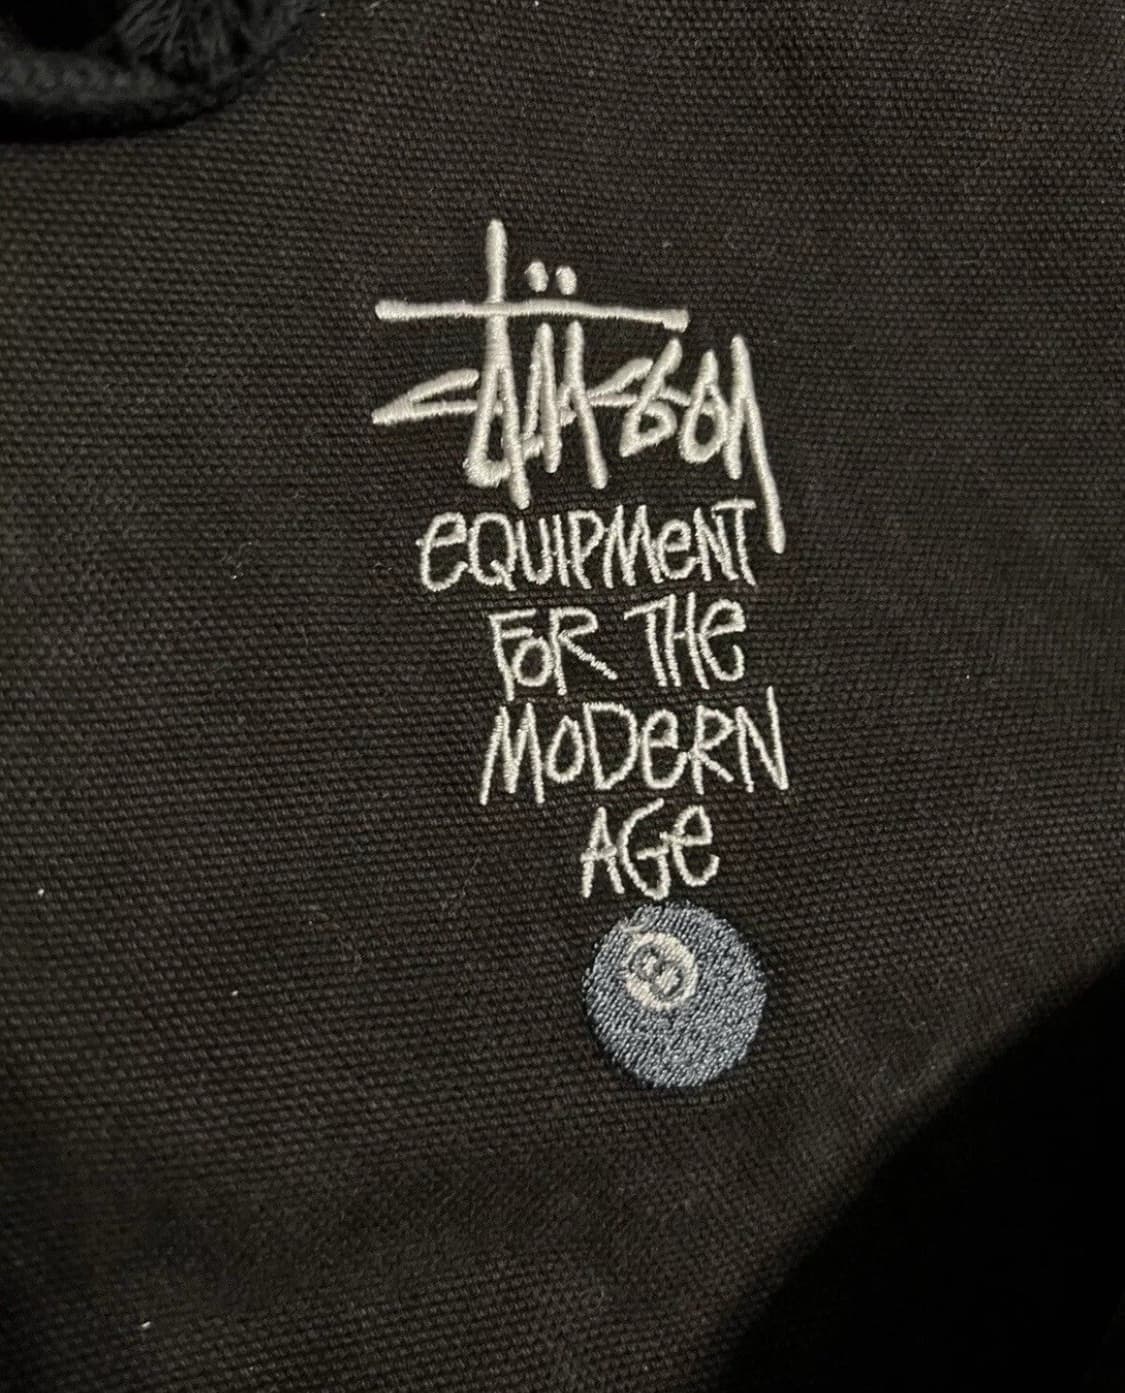 Stüssy
EQUIPMeNT
FoR THe
MoDeRN
AGe
8